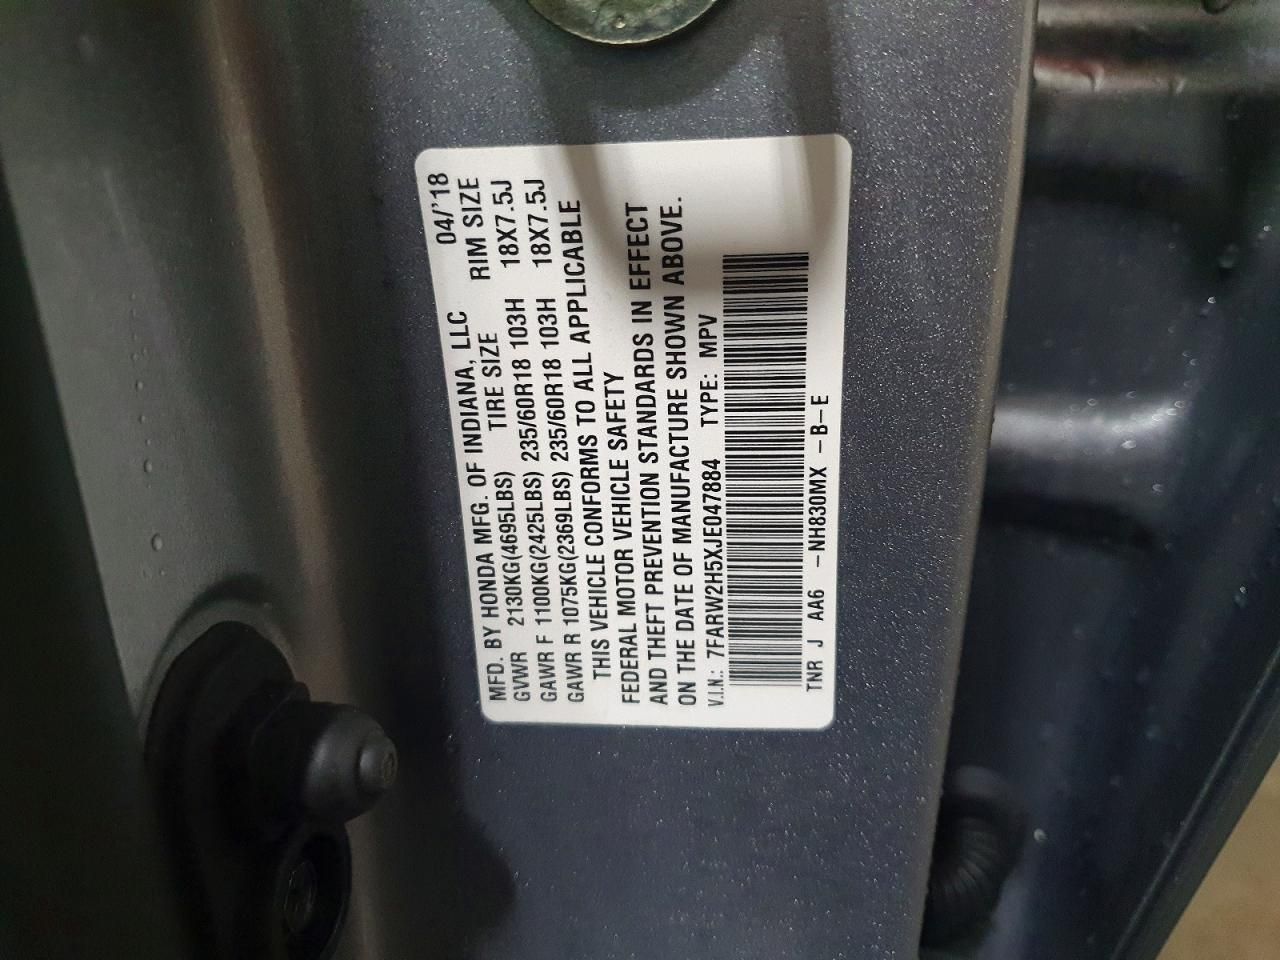 MFD. BY HONDA MFG. OF INDIANA, LLC 04/'18
TIRE SIZE RIM SIZE
GVWR 2130KG(4695LBS)
GAWR F 1100KG(2425LBS) 235/60R18 103H 18X7.5J
GAWR R 1075KG(2369LBS) 235/60R18 103H 18X7.5J
THIS VEHICLE CONFORMS TO ALL APPLICABLE
FEDERAL MOTOR VEHICLE SAFETY
AND THEFT PREVENTION STANDARDS IN EFFECT
ON THE DATE OF MANUFACTURE SHOWN ABOVE.
V.I.N.: 7FARW2H5XJE047884 TYPE: MPV
TNR J AA6 -NH830MX -B-E